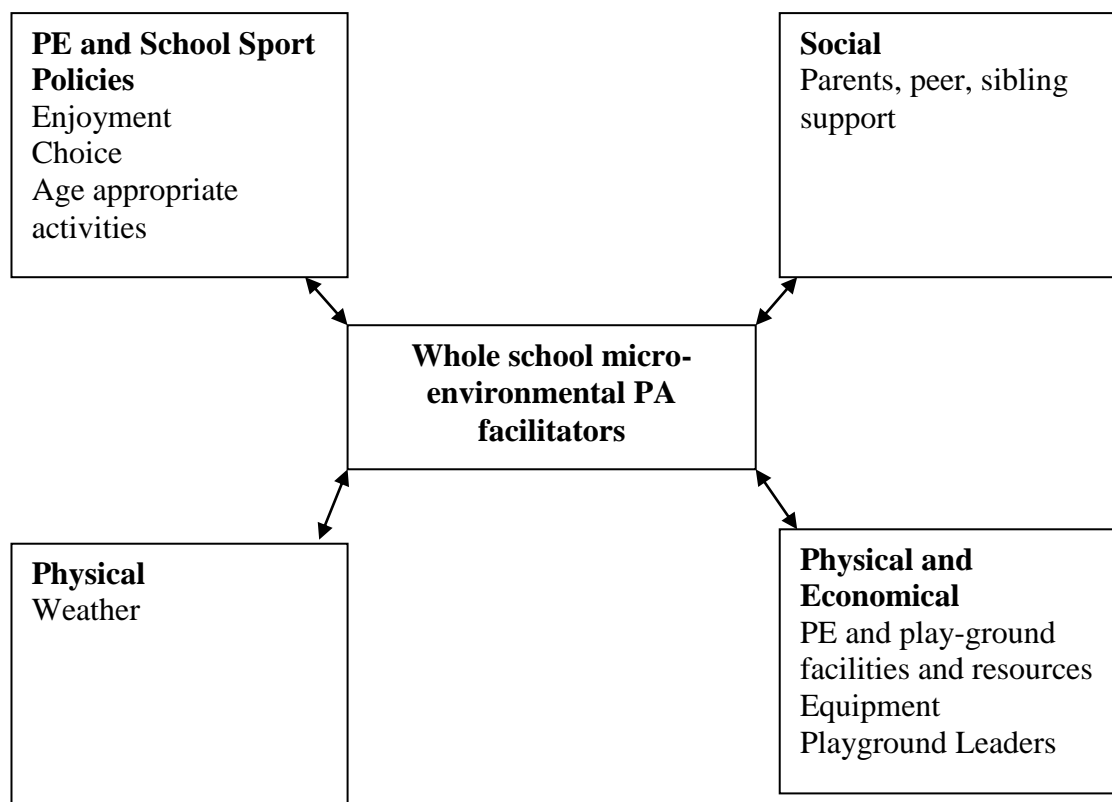 PE and School Sport
Policies
Enjoyment
Choice
Age appropriate
activities
Social
Parents, peer, sibling
support
Whole school micro-
environmental PA
facilitators
Physical
Weather
Physical and
Economical
PE and play-ground
facilities and resources
Equipment
Playground Leaders